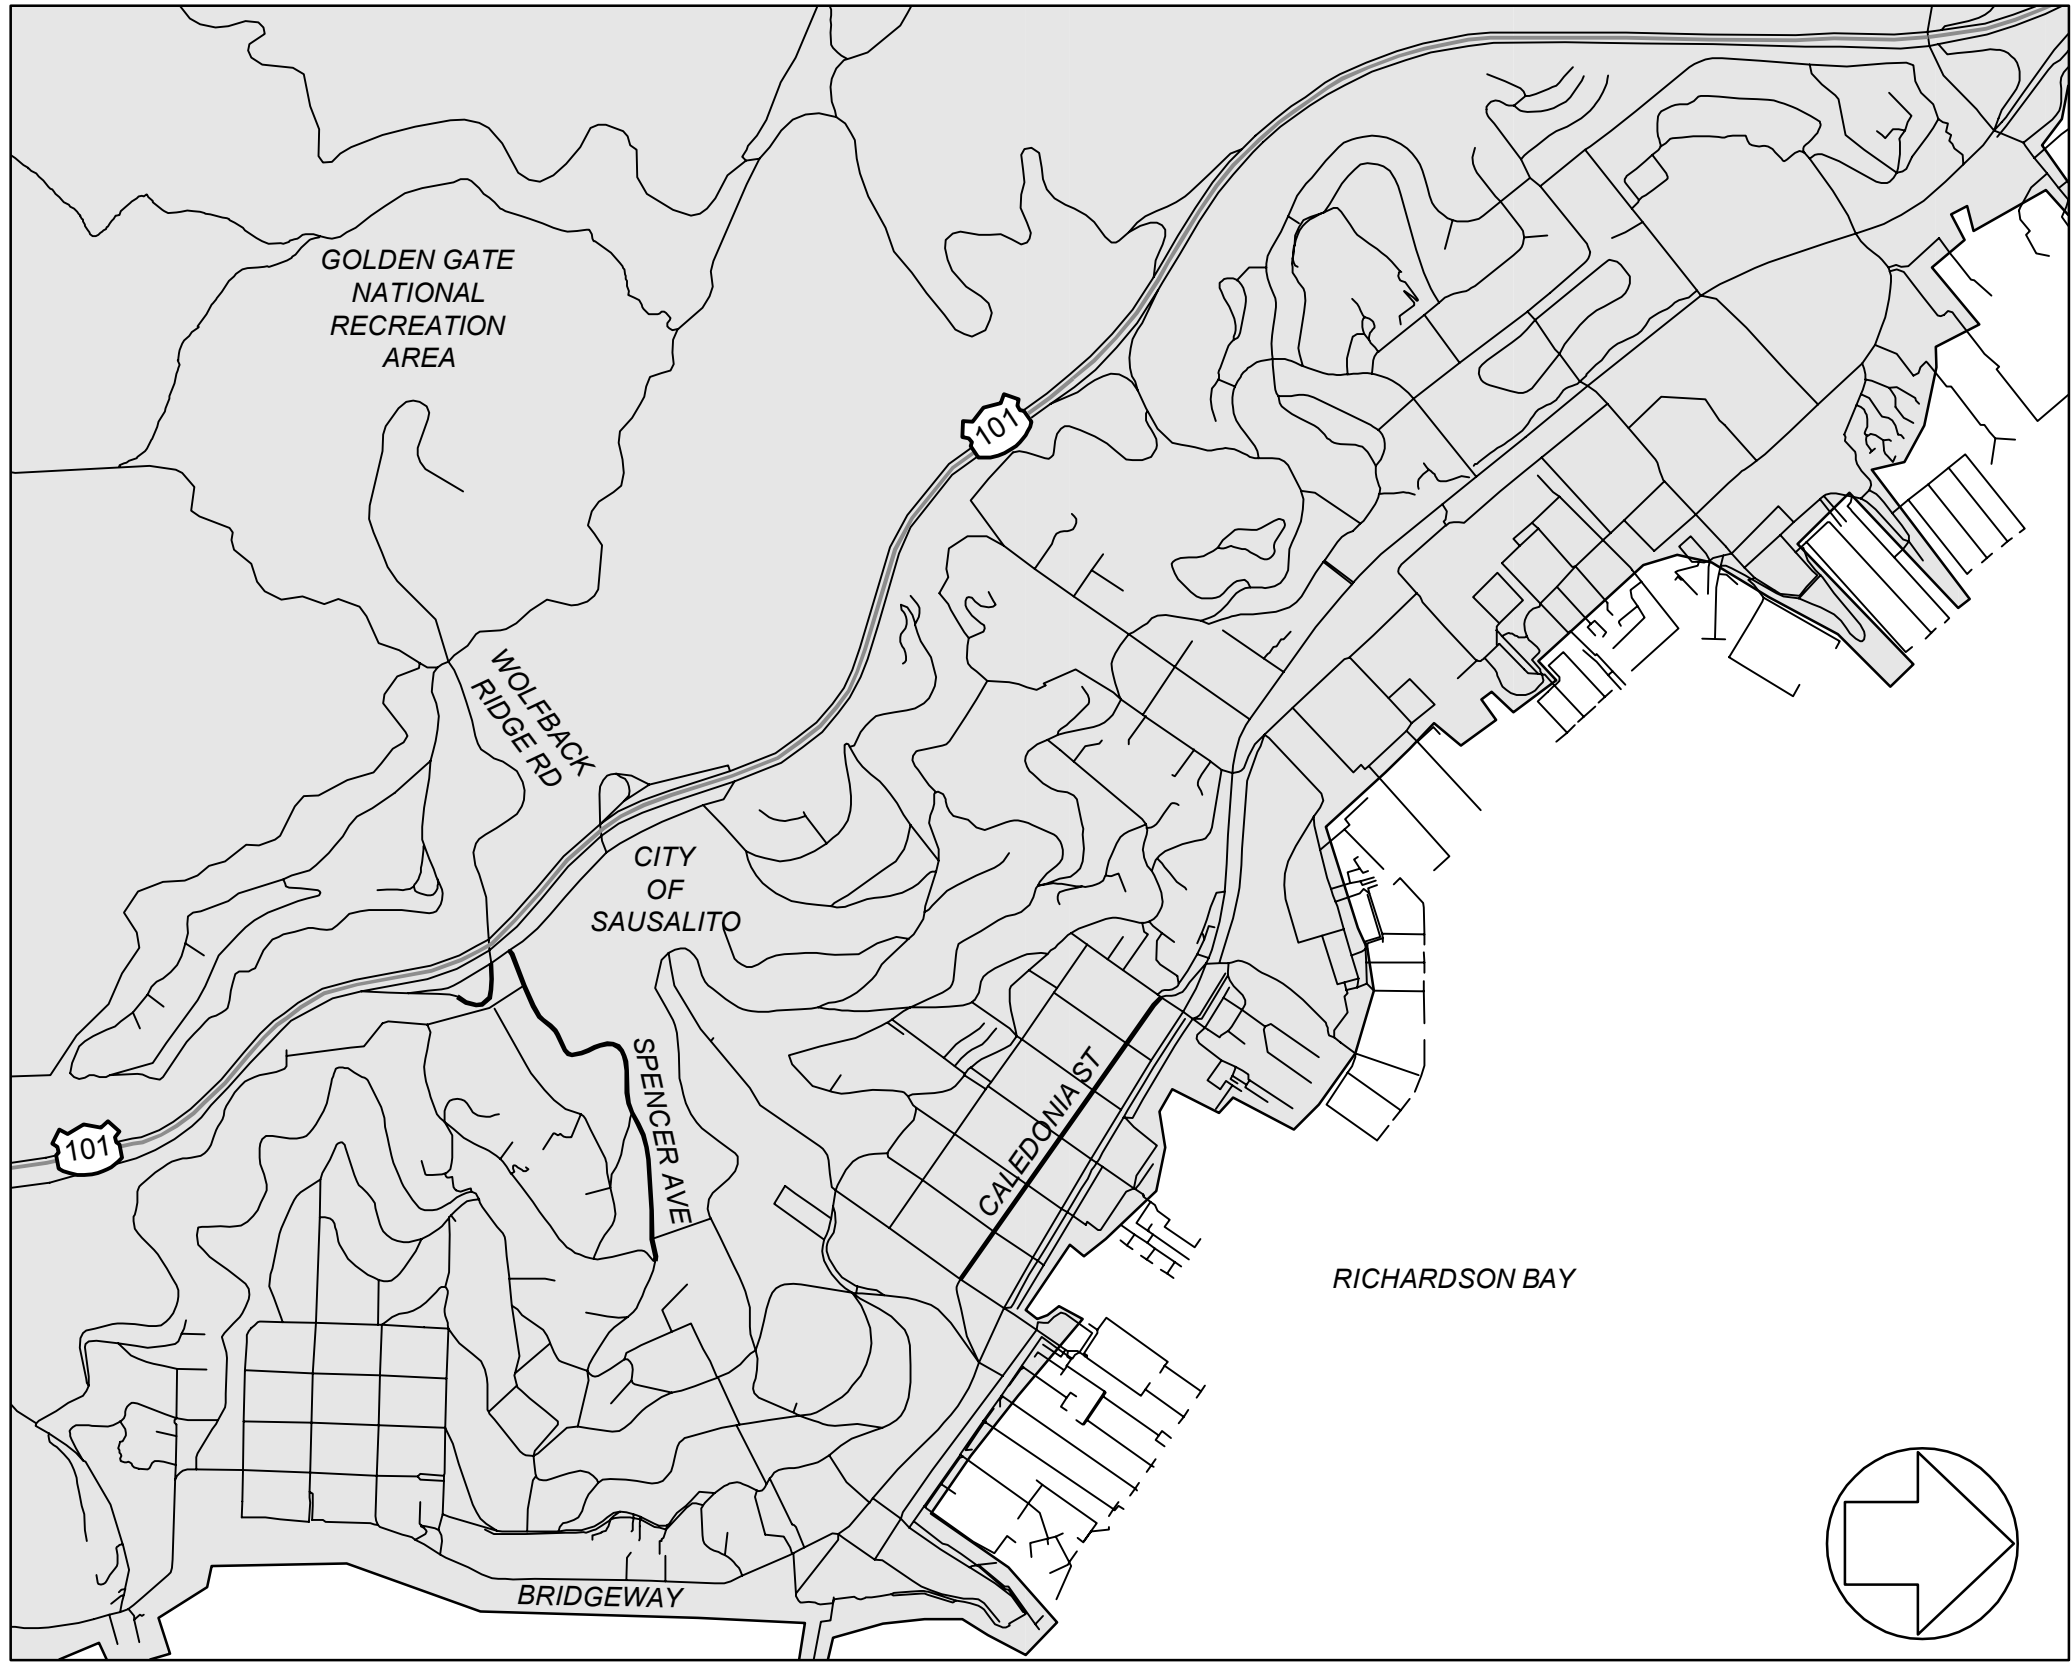 GOLDEN GATE
NATIONAL
RECREATION
AREA
101
WOLFBACK
RIDGE RD
CITY
OF
SAUSALITO
SPENCER AVE
CALEDONIA ST
101
RICHARDSON BAY
BRIDGEWAY